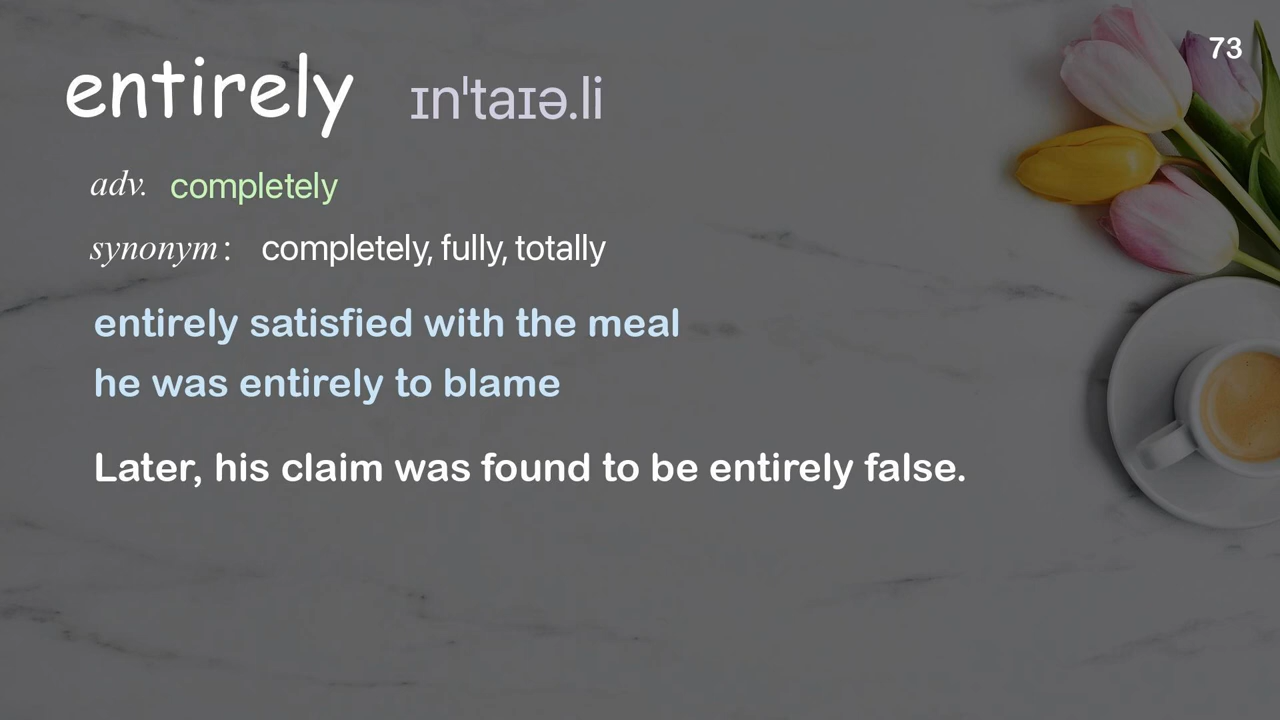 73
entirely ɪnˈtaɪə.li
adv. completely
synonym: completely, fully, totally
entirely satisfied with the meal
he was entirely to blame
Later, his claim was found to be entirely false.